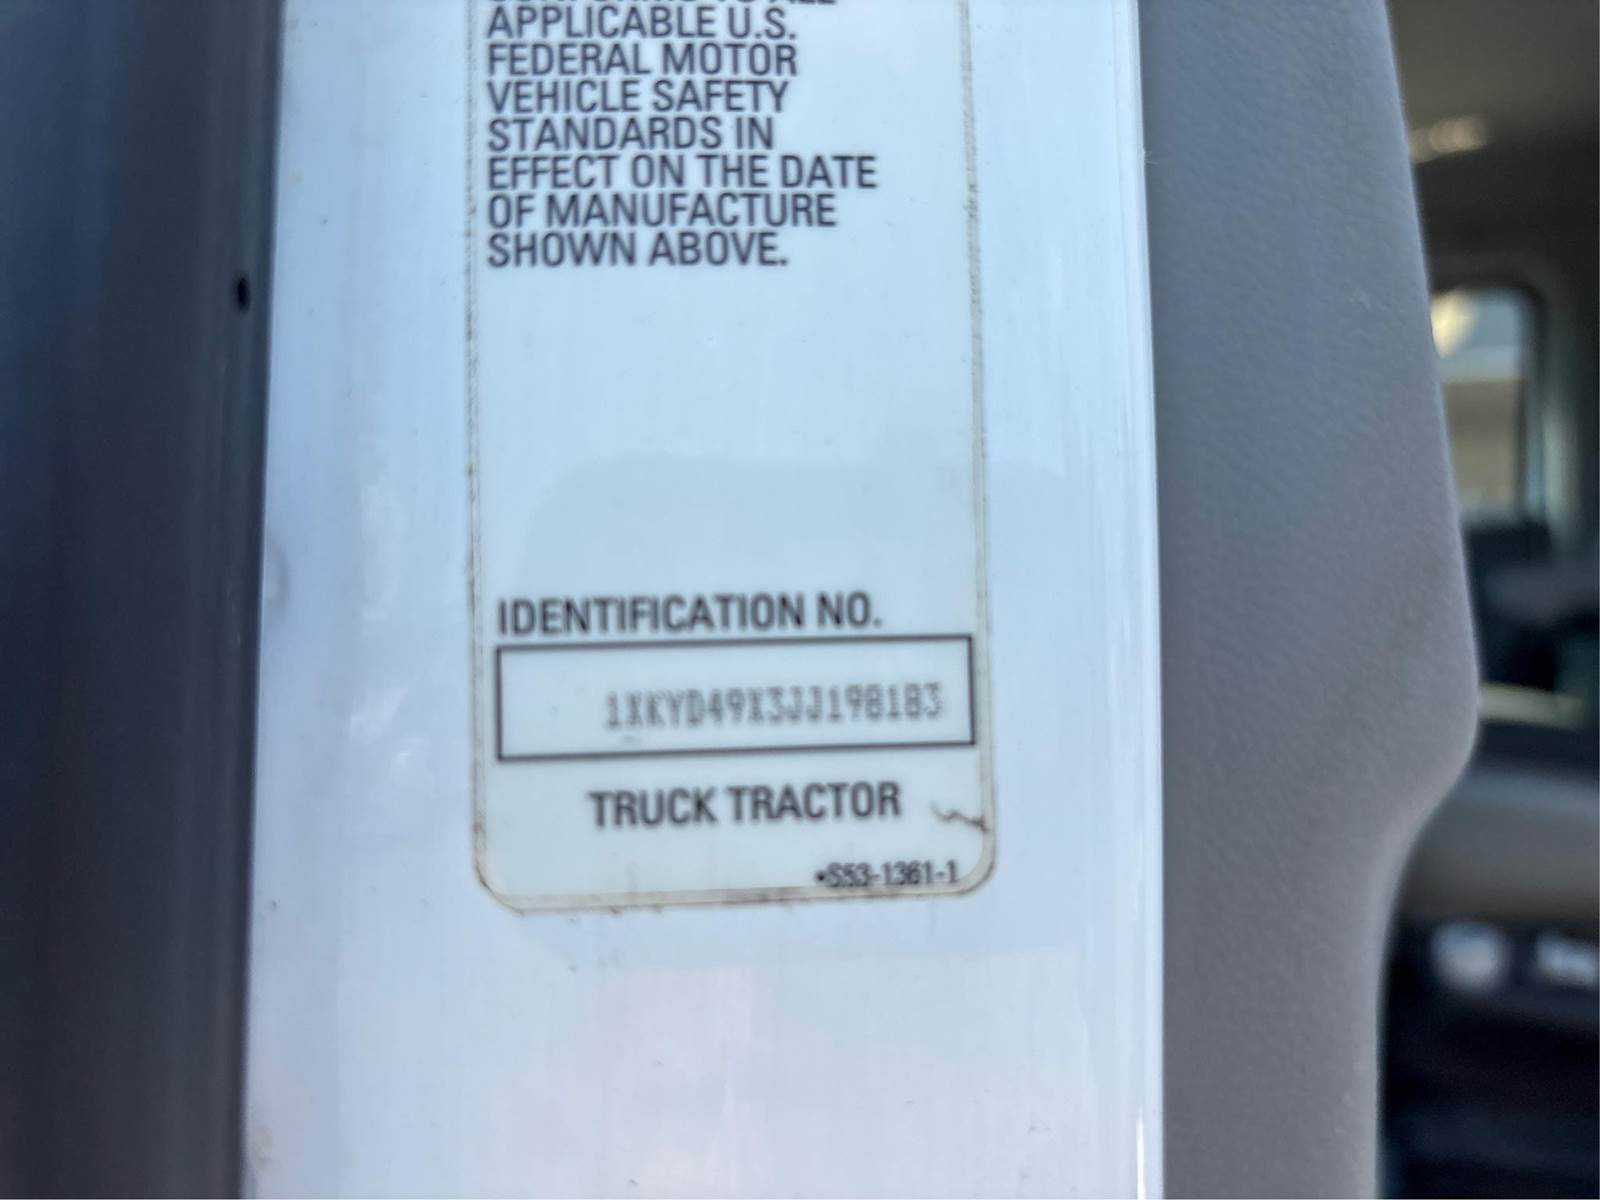 APPLICABLE U.S.
FEDERAL MOTOR
VEHICLE SAFETY
STANDARDS IN
EFFECT ON THE DATE
OF MANUFACTURE
SHOWN ABOVE.
IDENTIFICATION NO.
1XKYD49X3JJ198183
TRUCK TRACTOR
•S53-1361-1